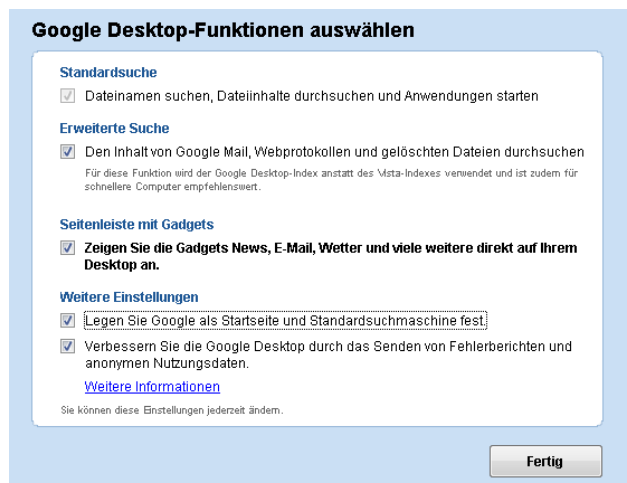 Google Desktop-Funktionen auswählen
Standardsuche
Dateinamen suchen, Dateiinhalte durchsuchen und Anwendungen starten
Erweiterte Suche
Den Inhalt von Google Mail, Webprotokollen und gelöschten Dateien durchsuchen
Für diese Funktion wird der Google Desktop-Index anstatt des Vista-Indexes verwendet und ist zudem für
schnellere Computer empfehlenswert.
Seitenleiste mit Gadgets
Zeigen Sie die Gadgets News, E-Mail, Wetter und viele weitere direkt auf Ihrem
Desktop an.
Weitere Einstellungen
Legen Sie Google als Startseite und Standardsuchmaschine fest.
Verbessern Sie die Google Desktop durch das Senden von Fehlerberichten und
anonymen Nutzungsdaten.
Weitere Informationen
Sie können diese Einstellungen jederzeit ändern.
Fertig